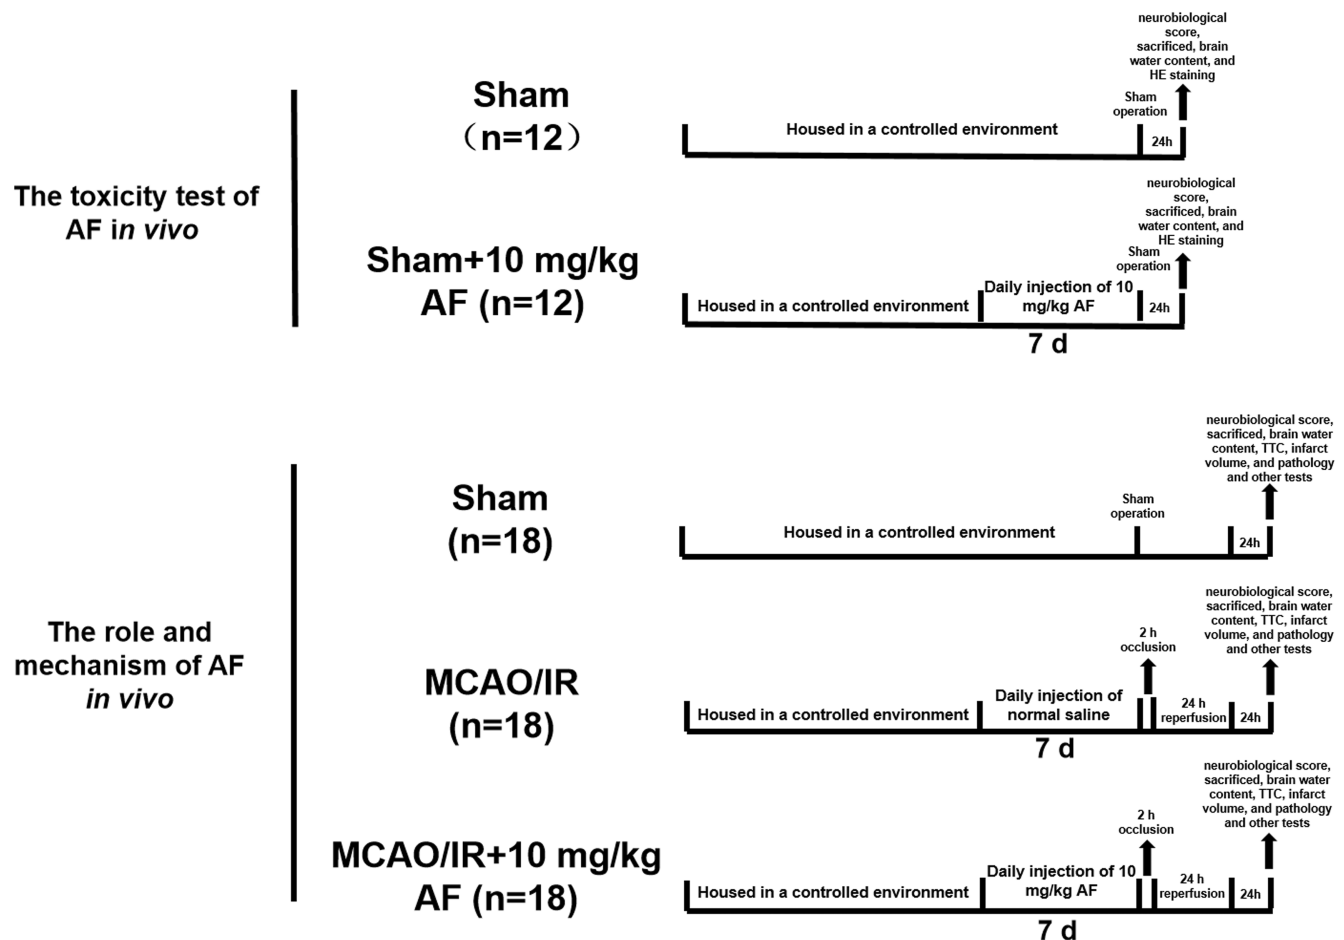 The toxicity test of
AF in vivo
Sham
（n=12）
neurobiological
score,
sacrificed, brain
water content, and
HE staining
Sham
operation
Housed in a controlled environment
24h
Sham+10 mg/kg
AF (n=12)
neurobiological
score,
sacrificed, brain
water content, and
HE staining
Sham
operation
Housed in a controlled environment
Daily injection of 10
mg/kg AF
24h
7 d
The role and
mechanism of AF
in vivo
Sham
(n=18)
neurobiological score,
sacrificed, brain water
content, TTC, infarct
volume, and pathology
and other tests
Sham
operation
Housed in a controlled environment
24h
MCAO/IR
(n=18)
neurobiological score,
sacrificed, brain water
content, TTC, infarct
volume, and pathology
and other tests
2 h
occlusion
Housed in a controlled environment
Daily injection of
normal saline
24 h
reperfusion
24h
7 d
MCAO/IR+10 mg/kg
AF (n=18)
neurobiological score,
sacrificed, brain water
content, TTC, infarct
volume, and pathology
and other tests
2 h
occlusion
Housed in a controlled environment
Daily injection of 10
mg/kg AF
24 h
reperfusion
24h
7 d